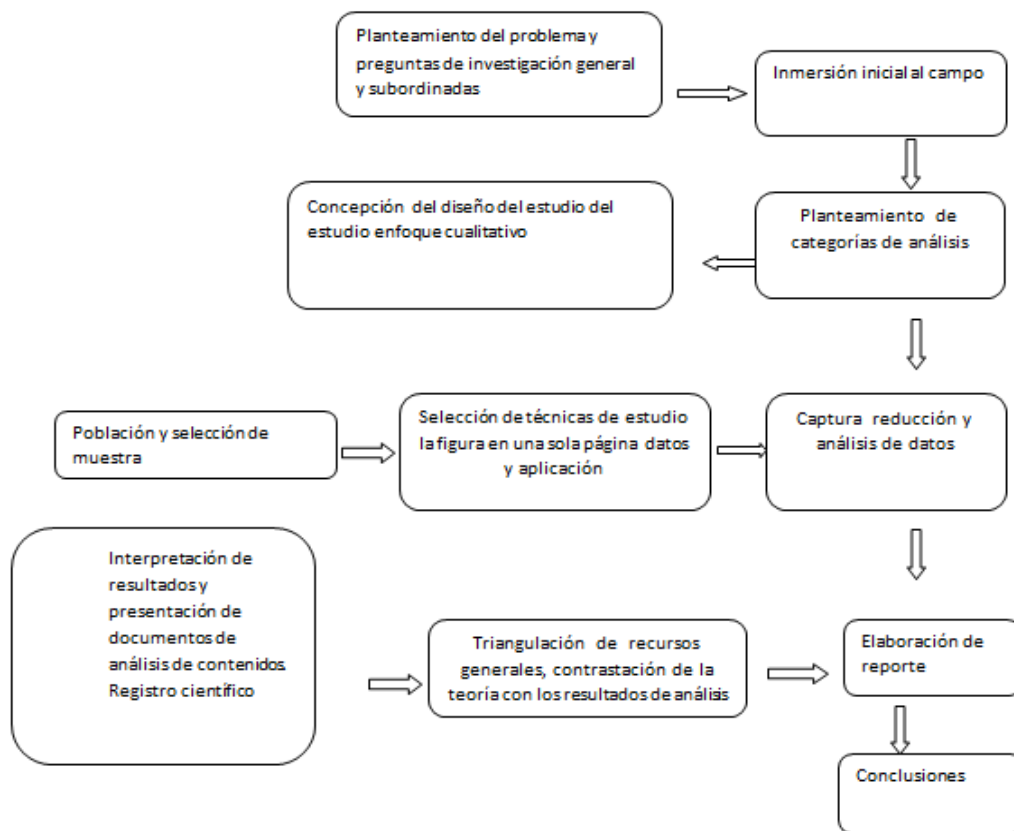 Planteamiento del problema y
preguntas de investigación general
y subordinadas
Inmersión inicial al campo
Concepción del diseño del estudio del
estudio enfoque cualitativo
Planteamiento de
categorías de análisis
Población y selección de
muestra
Selección de técnicas de estudio
la figura en una sola página datos
y aplicación
Captura reducción y
análisis de datos
Interpretación de
resultados y
presentación de
documentos de
análisis de contenidos.
Registro científico
Triangulación de recursos
generales, contrastación de la
teoría con los resultados de análisis
Elaboración de
reporte
Conclusiones